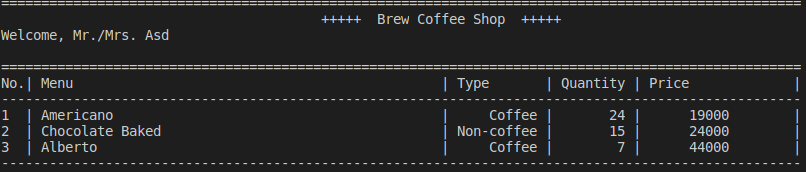 ====================================================================================================
+++++  Brew Coffee Shop  +++++
Welcome, Mr./Mrs. Asd
====================================================================================================
No.| Menu | Type | Quantity | Price |
----------------------------------------------------------------------------------------------------
1 | Americano | Coffee | 24 | 19000 |
2 | Chocolate Baked | Non-coffee | 15 | 24000 |
3 | Alberto | Coffee | 7 | 44000 |
----------------------------------------------------------------------------------------------------